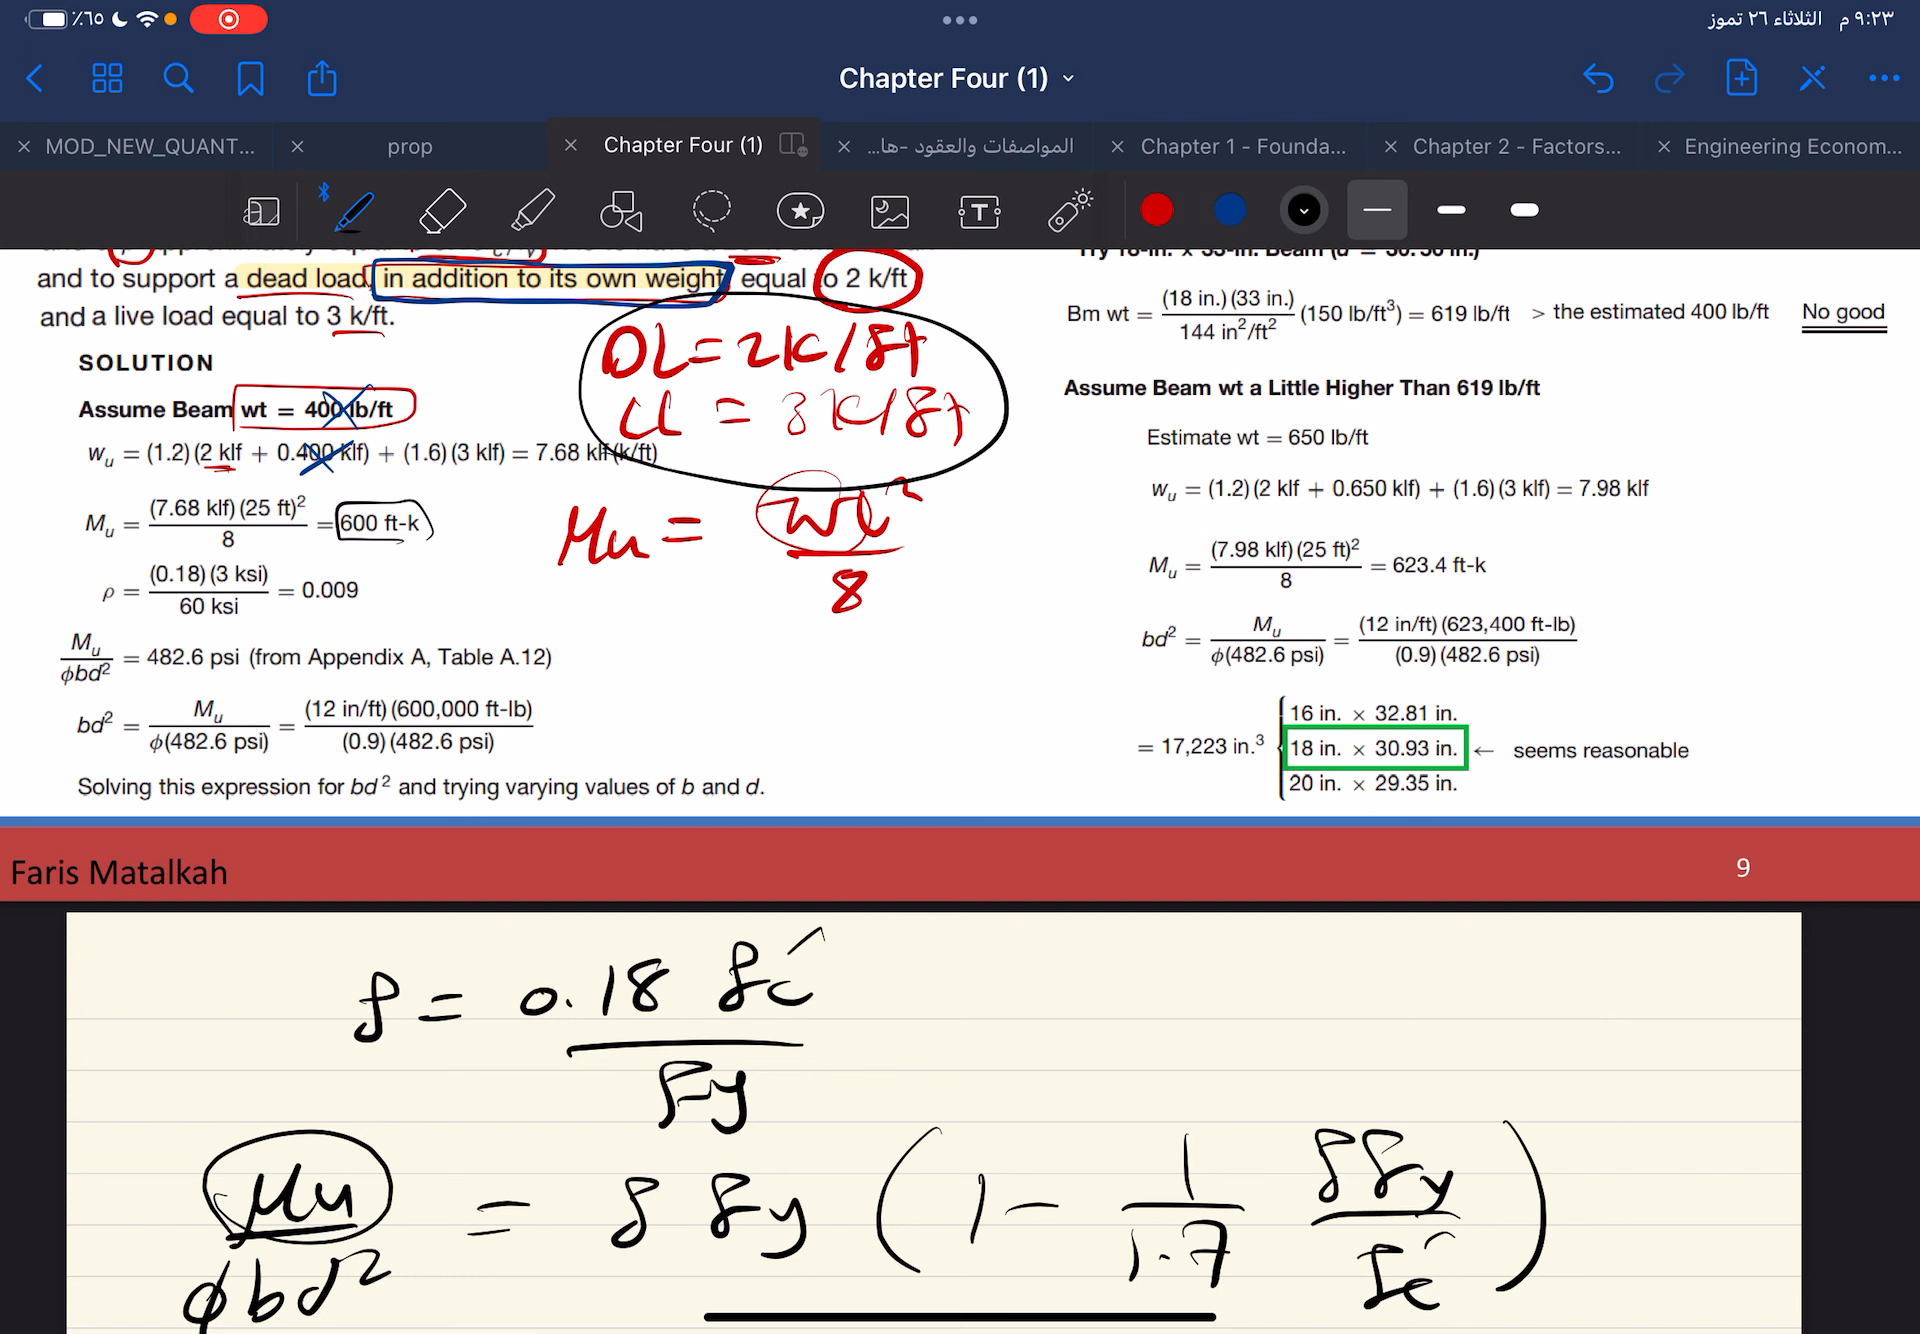 ٪٦٥
٩:٢٣ م الثلاثاء ٢٦ تموز
Chapter Four (1)
MOD_NEW_QUANT...
prop
Chapter Four (1)
المواصفات والعقود -ها...
Chapter 1 - Founda...
Chapter 2 - Factors...
Engineering Econom...
and to support a dead load, in addition to its own weight, equal to 2 k/ft
and a live load equal to 3 k/ft.
SOLUTION
Assume Beam wt = 400 lb/ft
wᵤ = (1.2)(2 klf + 0.400 klf) + (1.6)(3 klf) = 7.68 klf (k/ft)
Mᵤ = (7.68 klf)(25 ft)² / 8 = 600 ft-k
ρ = (0.18)(3 ksi) / 60 ksi = 0.009
Mᵤ / ϕbd² = 482.6 psi (from Appendix A, Table A.12)
bd² = Mᵤ / ϕ(482.6 psi) = (12 in/ft)(600,000 ft-lb) / (0.9)(482.6 psi)
Solving this expression for bd² and trying varying values of b and d.
DL = 2k/ft
LL = 3k/ft
Mu = wl² / 8
Try 18-in. × 33-in. Beam (d = 30.50 in.)
Bm wt = (18 in.)(33 in.) / 144 in²/ft² (150 lb/ft³) = 619 lb/ft > the estimated 400 lb/ft No good
Assume Beam wt a Little Higher Than 619 lb/ft
Estimate wt = 650 lb/ft
wᵤ = (1.2)(2 klf + 0.650 klf) + (1.6)(3 klf) = 7.98 klf
Mᵤ = (7.98 klf)(25 ft)² / 8 = 623.4 ft-k
bd² = Mᵤ / ϕ(482.6 psi) = (12 in/ft)(623,400 ft-lb) / (0.9)(482.6 psi)
16 in. × 32.81 in.
= 17,223 in.³ 18 in. × 30.93 in. ← seems reasonable
20 in. × 29.35 in.
Faris Matalkah
9
ρ = 0.18 fc' / Fy
Mu / ϕbd² = ρ fy (1 - 1/1.7 ρfy / fc')